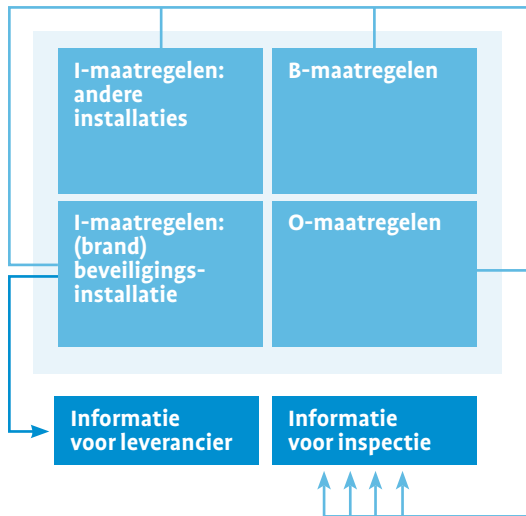 I-maatregelen:
andere
installaties
B-maatregelen
I-maatregelen:
(brand)
beveiligings-
installatie
O-maatregelen
Informatie
voor leverancier
Informatie
voor inspectie